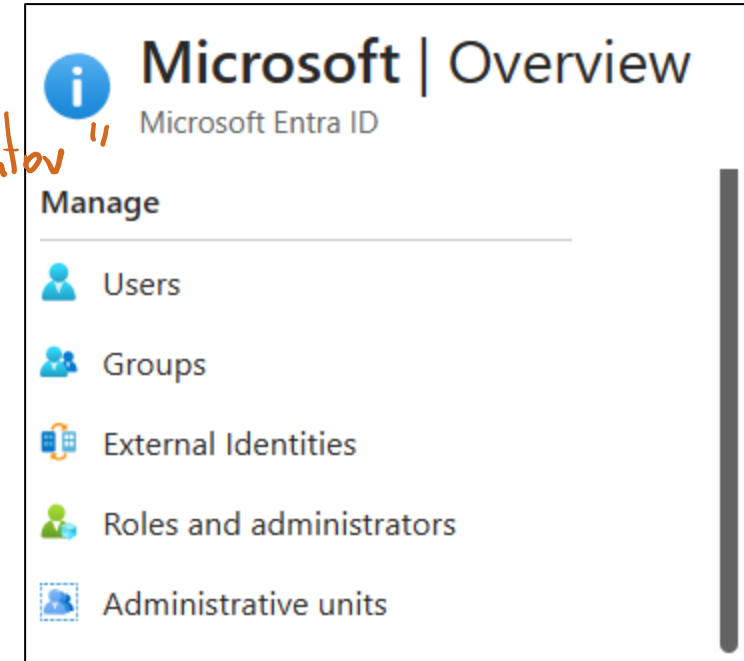 Microsoft | Overview
Microsoft Entra ID
Manage
Users
Groups
External Identities
Roles and administrators
Administrative units